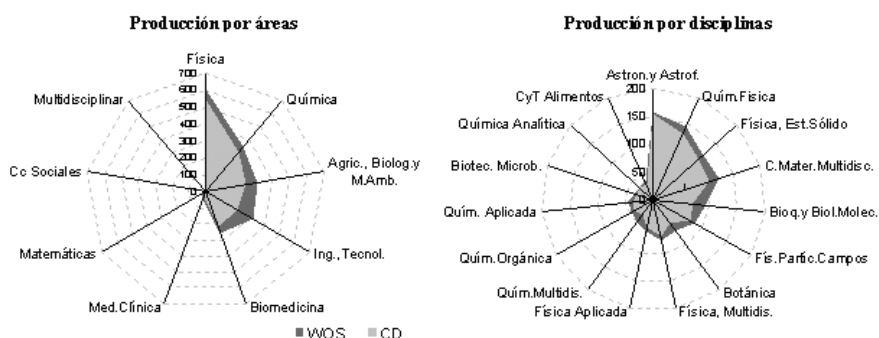 Producción por áreas
Física
700
600
500
400
300
200
100
0
Química
Agric., Biolog.y
M.Amb.
Ing., Tecnol.
Biomedicina
Med.Clínica
Matemáticas
Cc Sociales
Multidisciplinar
WOS CD
Producción por disciplinas
Astron.y Astrof.
200
150
100
50
0
Quím.Fisica
Física, Est.Sólido
C.Mater.Multidisc.
Bioq.y Biol.Molec.
Fís.Partic.Campos
Botánica
Física, Multidis.
Física Aplicada
Quím.Multidis.
Quím.Orgánica
Quím. Aplicada
Biotec. Microb.
Química Analítica
CyT Alimentos